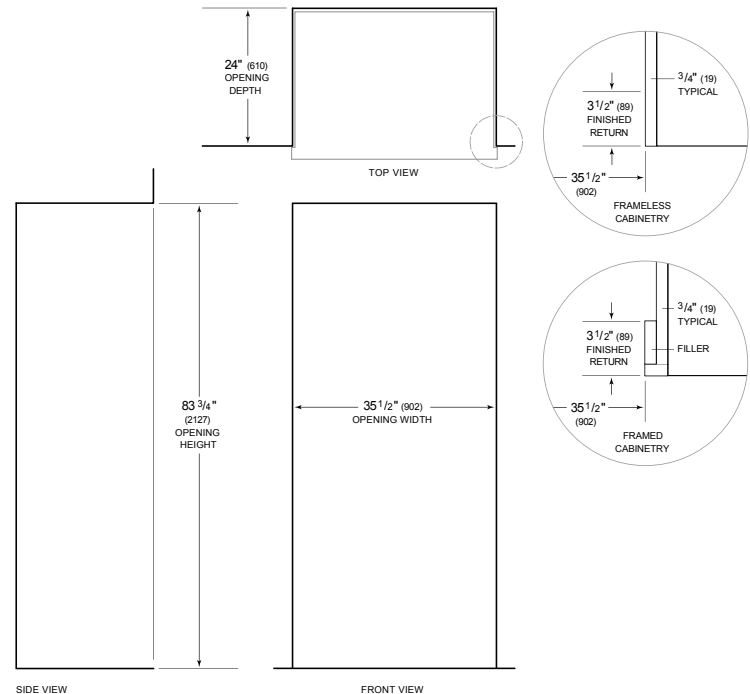 24" (610)
OPENING
DEPTH
TOP VIEW
3/4" (19)
TYPICAL
3 1/2" (89)
FINISHED
RETURN
35 1/2"
(902)
FRAMELESS
CABINETRY
3/4" (19)
TYPICAL
3 1/2" (89)
FINISHED
RETURN
FILLER
35 1/2"
(902)
FRAMED
CABINETRY
83 3/4"
(2127)
OPENING
HEIGHT
35 1/2" (902)
OPENING WIDTH
SIDE VIEW
FRONT VIEW